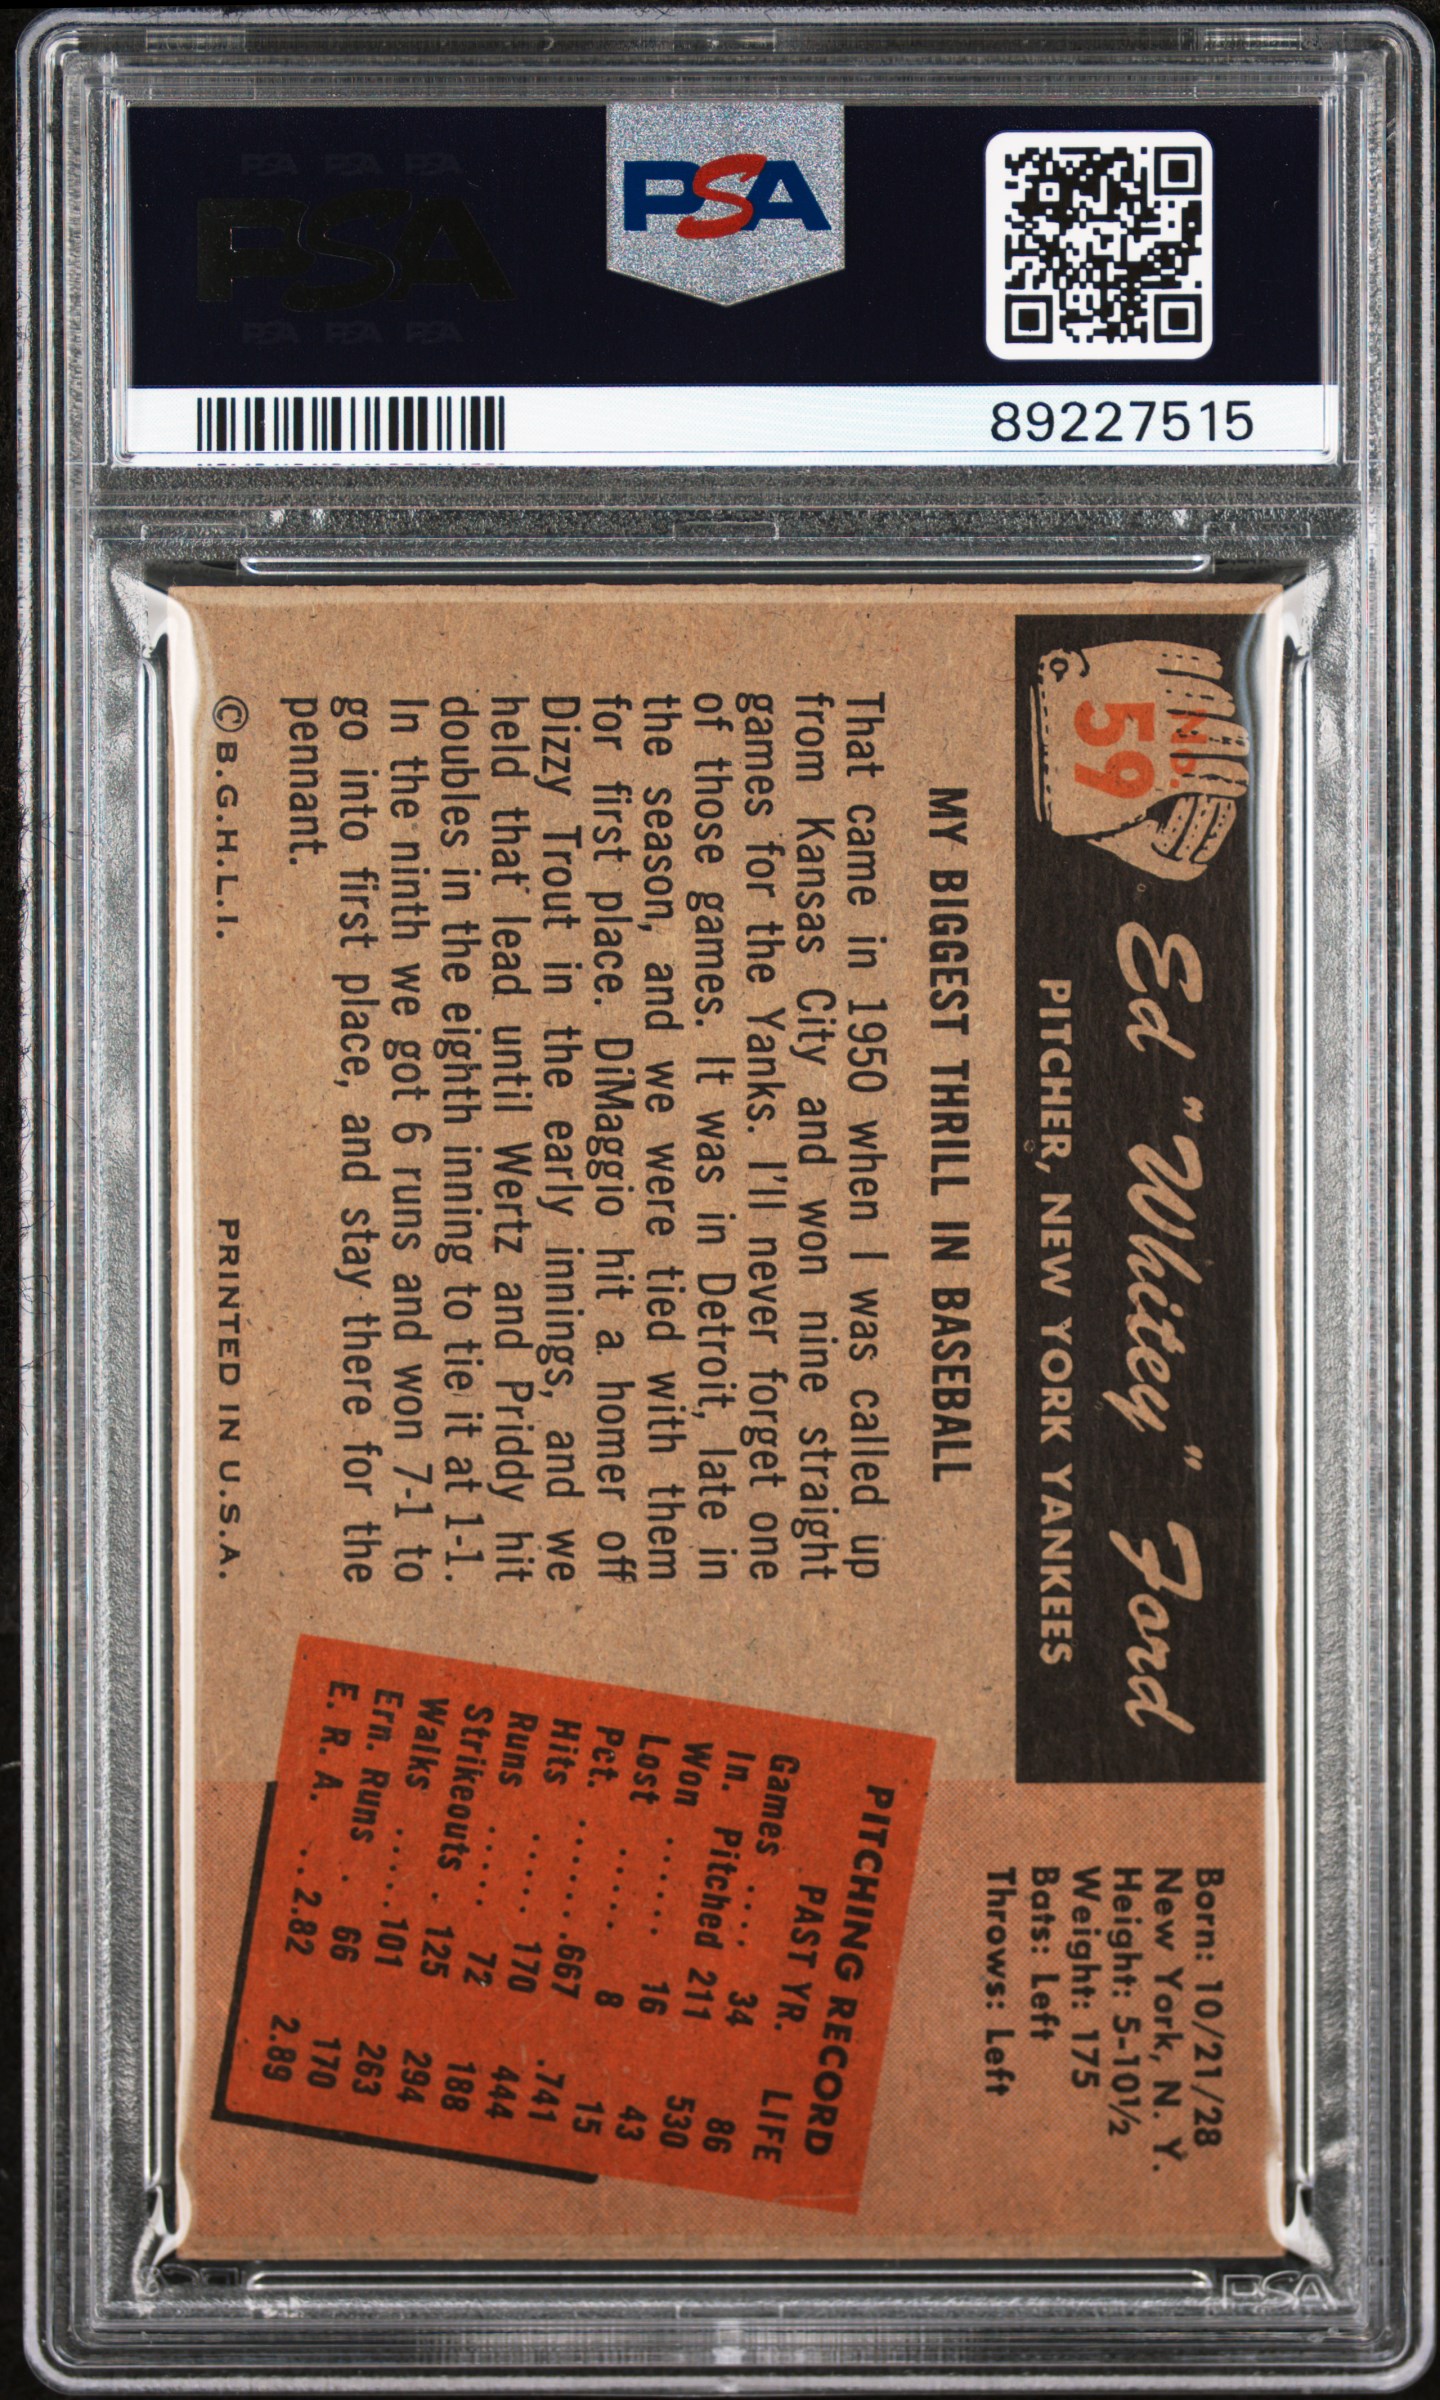 PSA PSA PSA
PSA
PSA PSA PSA
PSA
89227515
No.
59
Ed "Whitey" Ford
PITCHER, NEW YORK YANKEES
Born: 10/21/28
New York, N. Y.
Height: 5-10½
Weight: 175
Bats: Left
Throws: Left
MY BIGGEST THRILL IN BASEBALL
That came in 1950 when I was called up
from Kansas City and won nine straight
games for the Yanks. I'll never forget one
of those games. It was in Detroit, late in
the season, and we were tied with them
for first place. DiMaggio hit a homer off
Dizzy Trout in the early innings, and we
held that lead until Wertz and Priddy hit
doubles in the eighth inning to tie it at 1-1.
In the ninth we got 6 runs and won 7-1 to
go into first place, and stay there for the
pennant.
PITCHING RECORD
PAST YR. LIFE
Games ..... 34 86
In. Pitched 211 530
Won ...... 16 43
Lost ..... 8 15
Pct. ...... .667 .741
Hits ..... 170 444
Runs ..... 72 188
Strikeouts . 125 294
Walks ..... 101 263
Ern. Runs . 66 170
E. R. A. ... 2.82 2.89
© B.G.H.L.I.
PRINTED IN U.S.A.
PSA